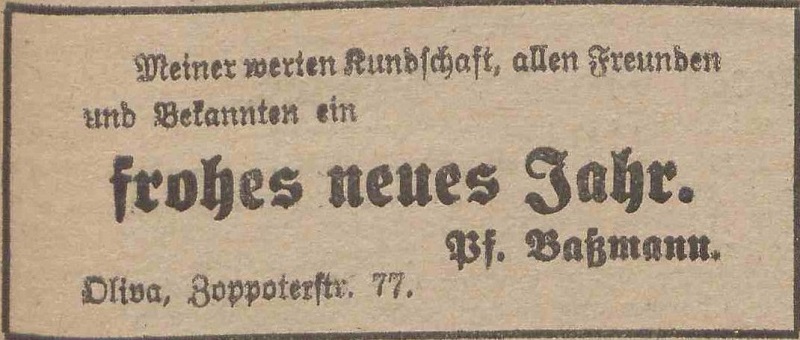 Meiner werten Kundschaft, allen Freunden
und Bekannten ein
frohes neues Jahr.
Pf. Baßmann.
Oliva, Zoppoterstr. 77.